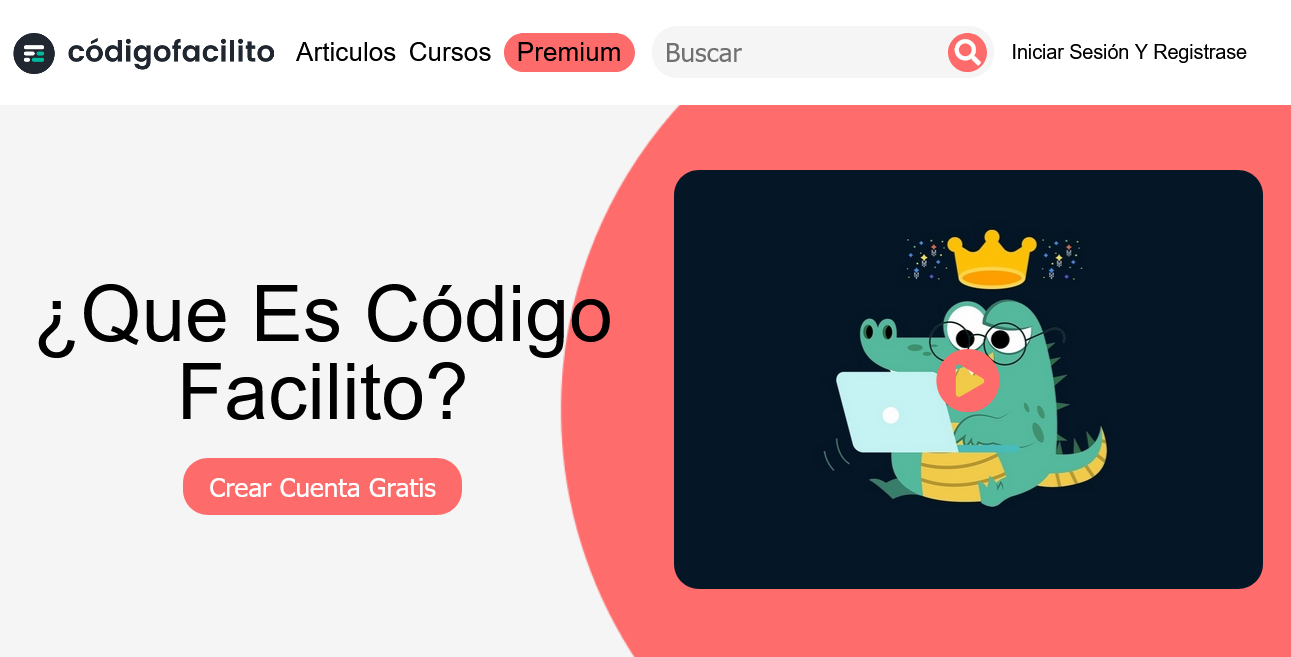 códigofacilito Articulos Cursos Premium Buscar Iniciar Sesión Y Registrase
¿Que Es Código
Facilito?
Crear Cuenta Gratis